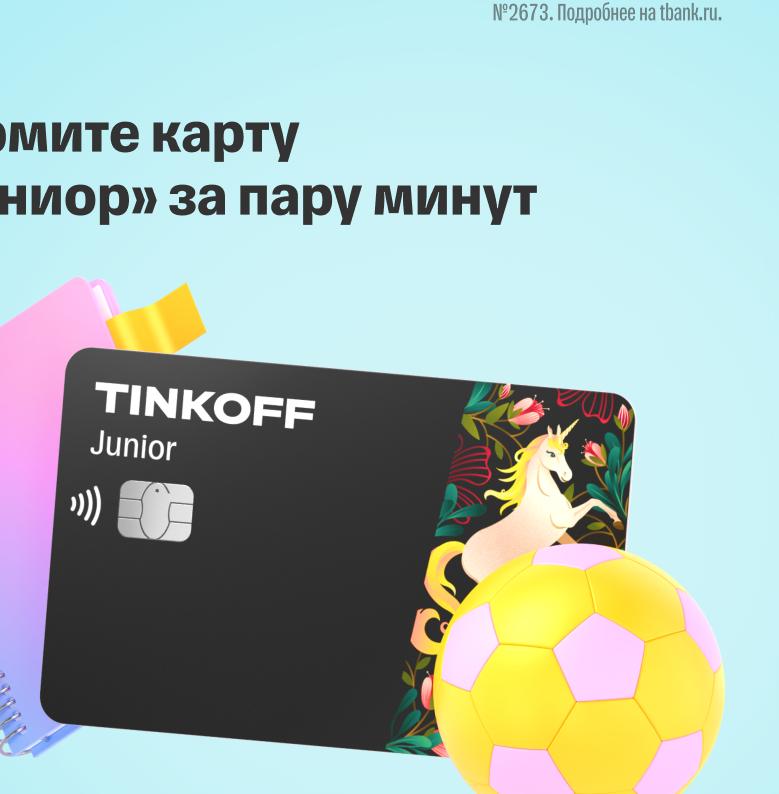 №2673. Подробнее на tbank.ru.
омите карту
ниор» за пару минут
TINKOFF
Junior